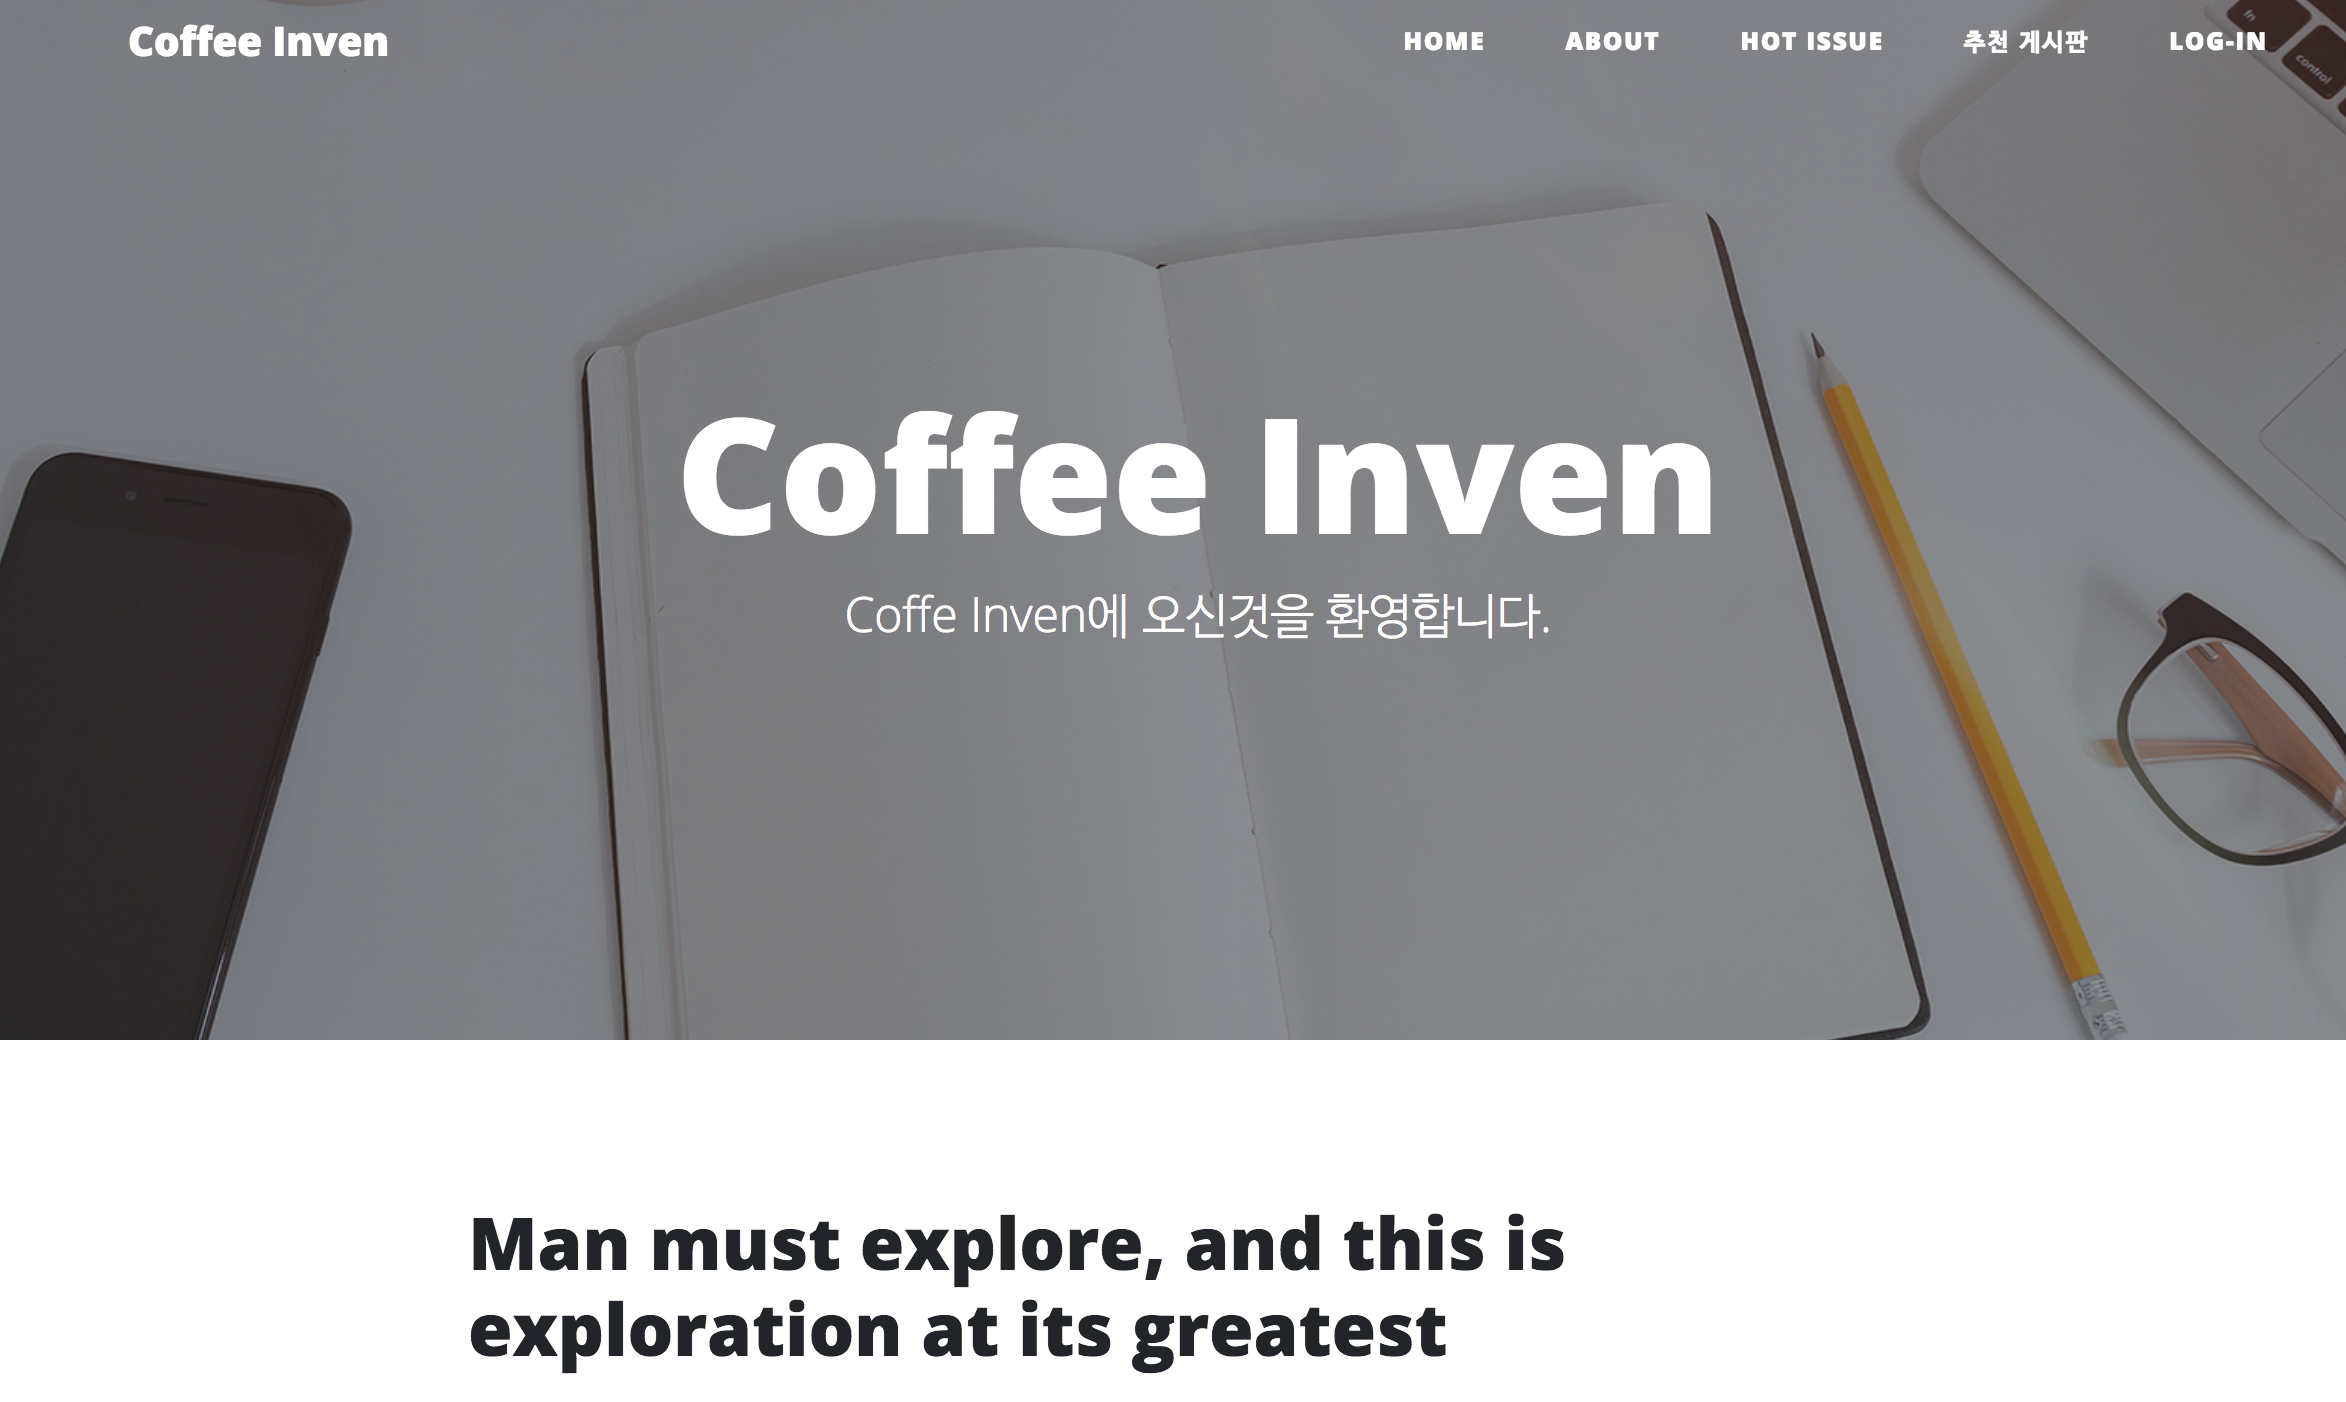 Coffee Inven
HOME ABOUT HOT ISSUE 추천 게시판 LOG-IN
fn
control
Coffee Inven
Coffe Inven에 오신것을 환영합니다.
Man must explore, and this is
exploration at its greatest